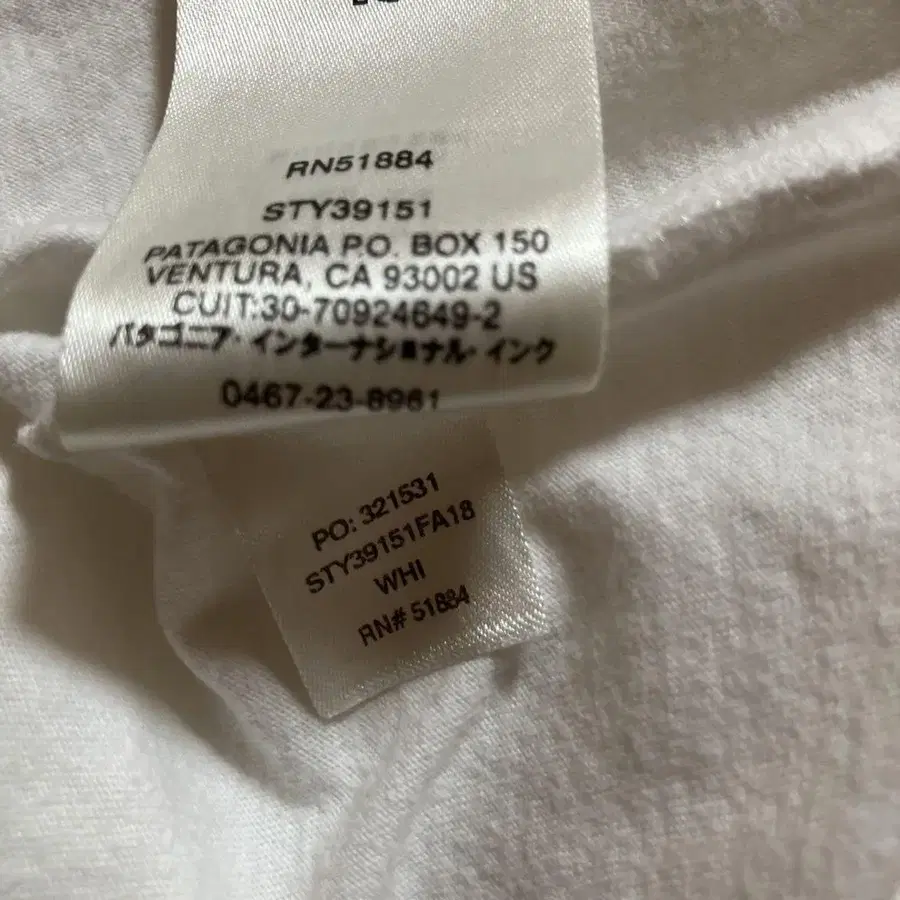 RN51884
STY39151
PATAGONIA P.O. BOX 150
VENTURA, CA 93002 US
CUIT:30-70924649-2
パタゴニア・インターナショナル・インク
0467-23-8961
PO: 321531
STY39151FA18
WHI
RN# 51884